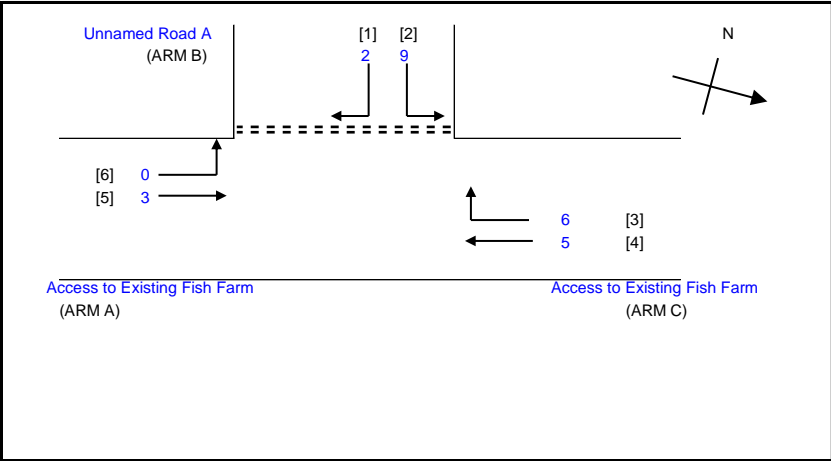 Unnamed Road A [1] [2] N
(ARM B) 2 9
[6] 0
[5] 3
6 [3]
5 [4]
Access to Existing Fish Farm Access to Existing Fish Farm
(ARM A) (ARM C)